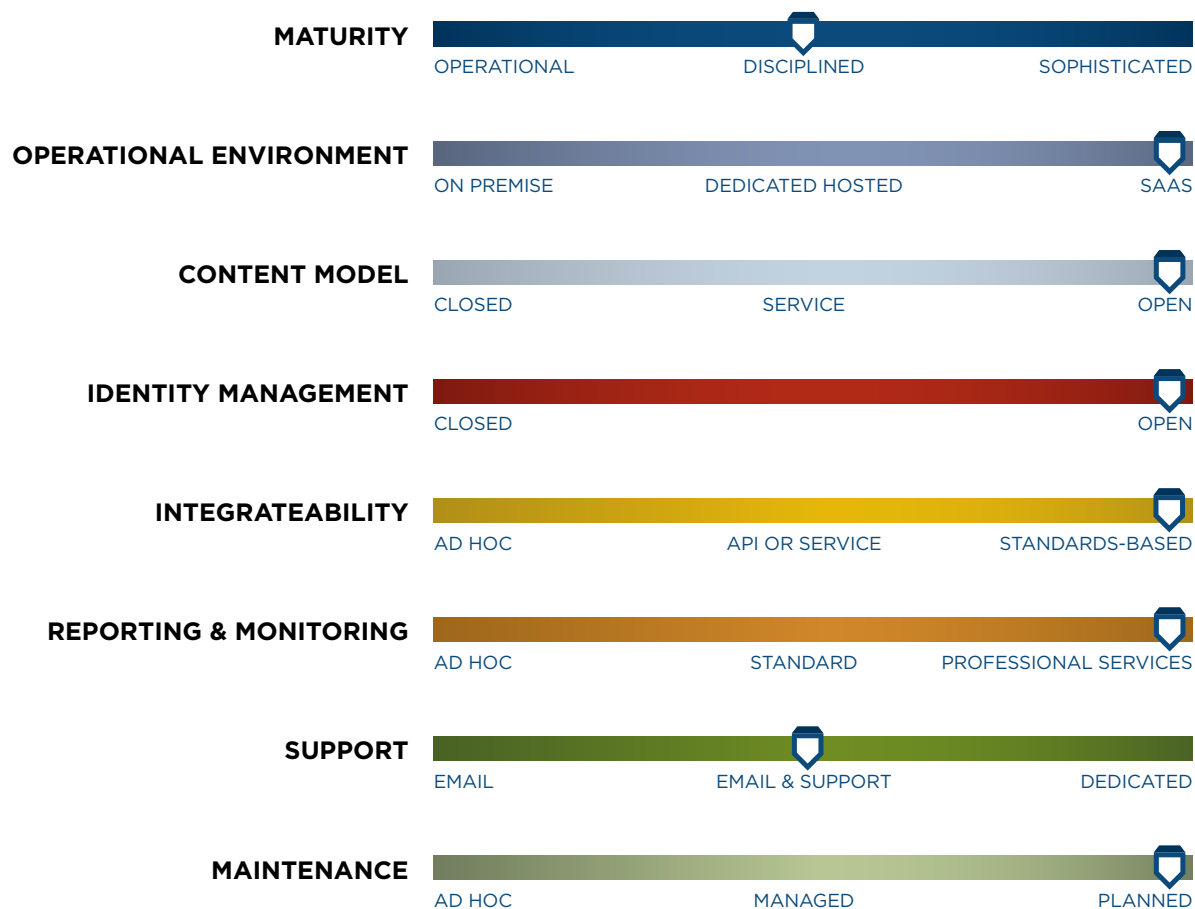 MATURITY
OPERATIONAL DISCIPLINED SOPHISTICATED
OPERATIONAL ENVIRONMENT
ON PREMISE DEDICATED HOSTED SAAS
CONTENT MODEL
CLOSED SERVICE OPEN
IDENTITY MANAGEMENT
CLOSED OPEN
INTEGRATEABILITY
AD HOC API OR SERVICE STANDARDS-BASED
REPORTING & MONITORING
AD HOC STANDARD PROFESSIONAL SERVICES
SUPPORT
EMAIL EMAIL & SUPPORT DEDICATED
MAINTENANCE
AD HOC MANAGED PLANNED